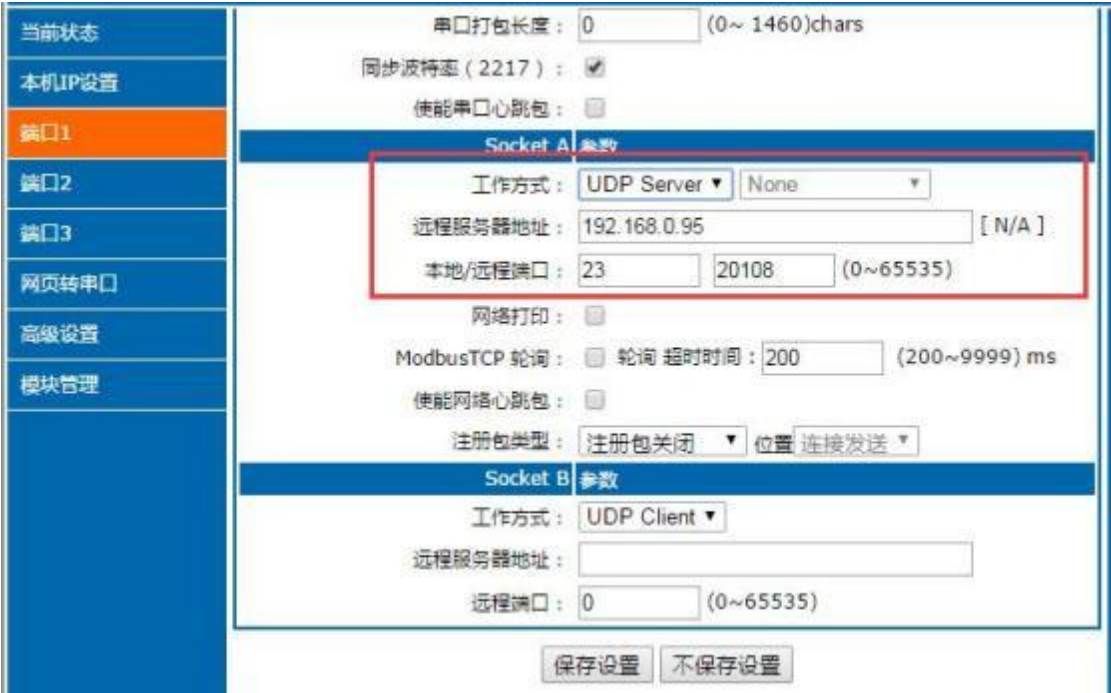 当前状态
本机IP设置
端口1
端口2
端口3
网页转串口
高级设置
模块管理
串口打包长度： 0 (0~ 1460)chars
同步波特率（2217）：
使能串口心跳包：
Socket A 参数
工作方式： UDP Server None
远程服务器地址： 192.168.0.95 [ N/A ]
本地/远程端口： 23 20108 (0~65535)
网络打印：
ModbusTCP 轮询： 轮询 超时时间：200 (200~9999) ms
使能网络心跳包：
注册包类型： 注册包关闭 位置 连接发送
Socket B 参数
工作方式： UDP Client
远程服务器地址：
远程端口： 0 (0~65535)
保存设置 不保存设置